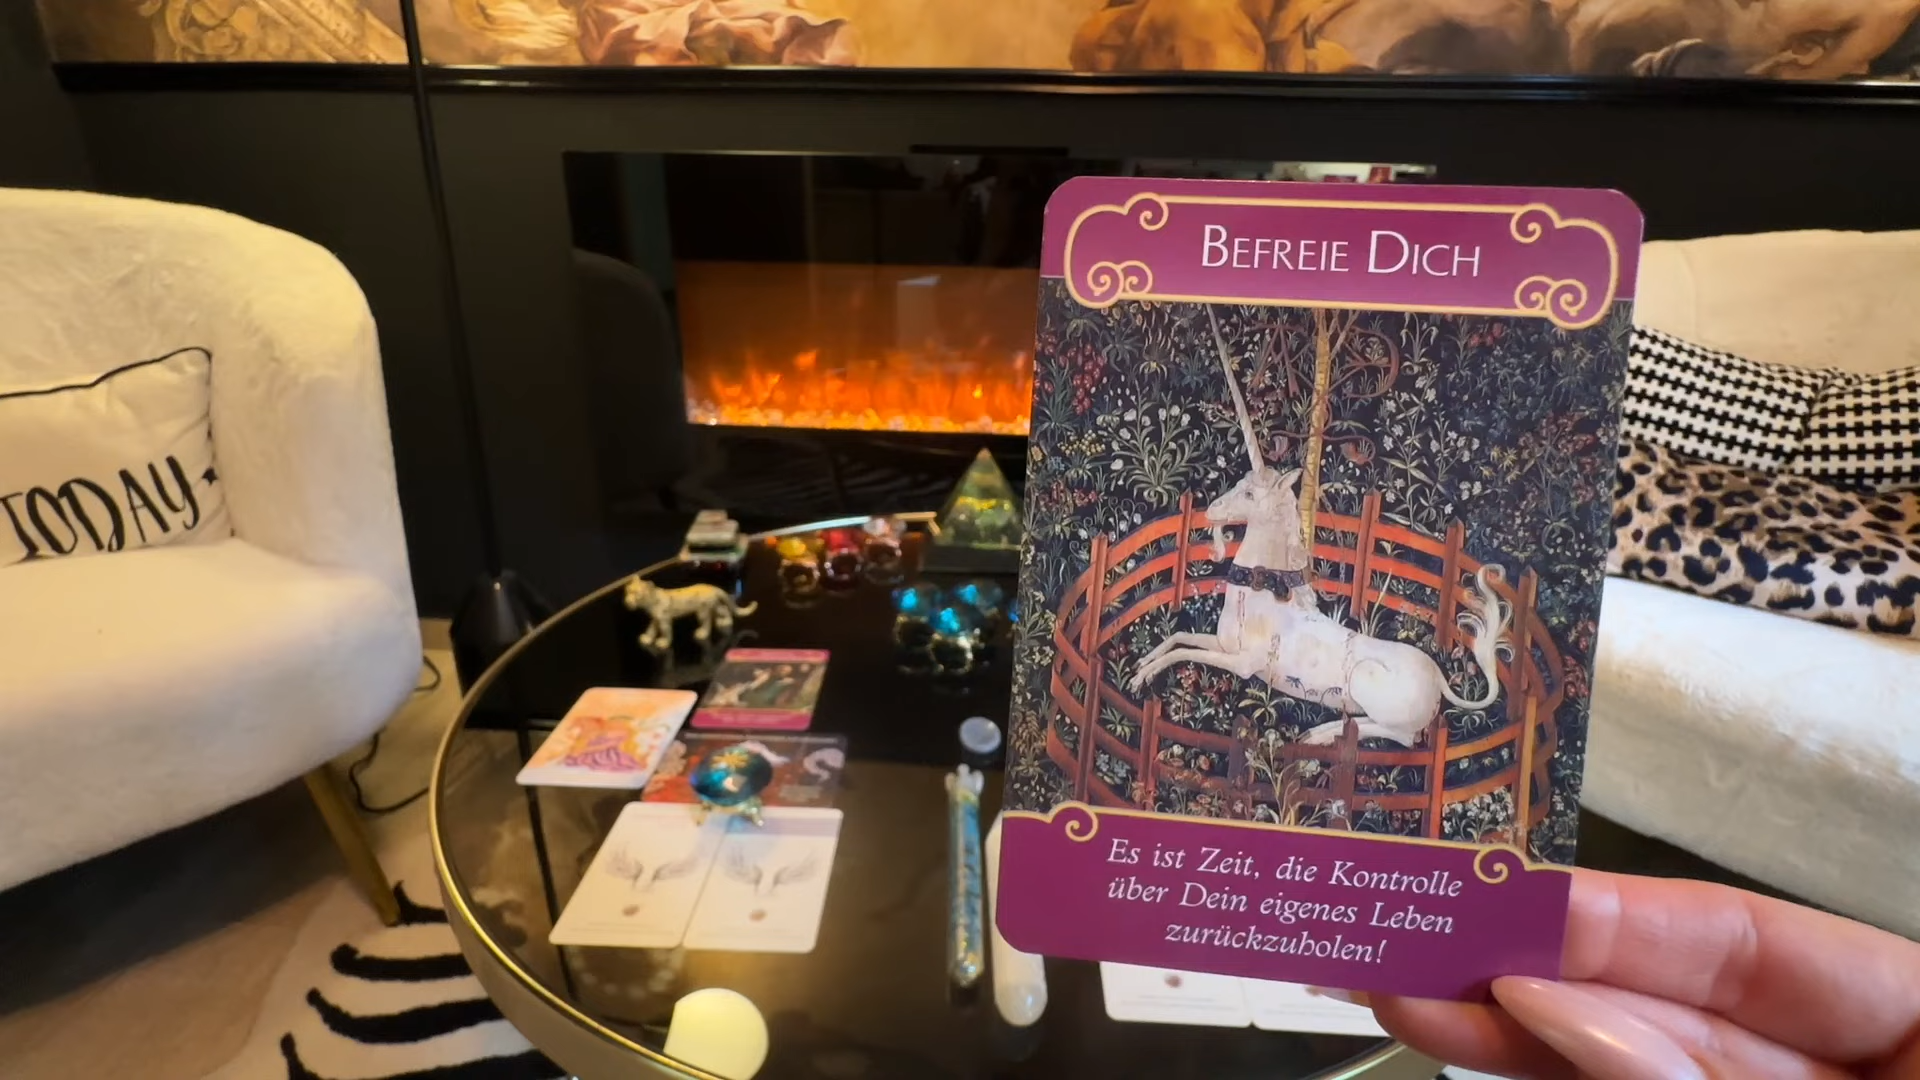 BEFREIE DICH
Es ist Zeit, die Kontrolle
über Dein eigenes Leben
zurückzuholen!
TODAY